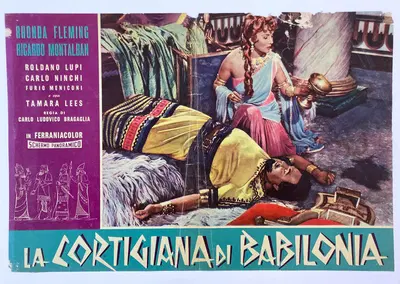 RHONDA FLEMING
RICARDO MONTALBAN
ROLDANO LUPI
CARLO NINCHI
FURIO MENICONI
e con
TAMARA LEES
REGIA DI
CARLO LUDOVICO BRAGAGLIA
IN FERRANIACOLOR
SCHERMO PANORAMICO
LA CORTIGIANA DI BABILONIA